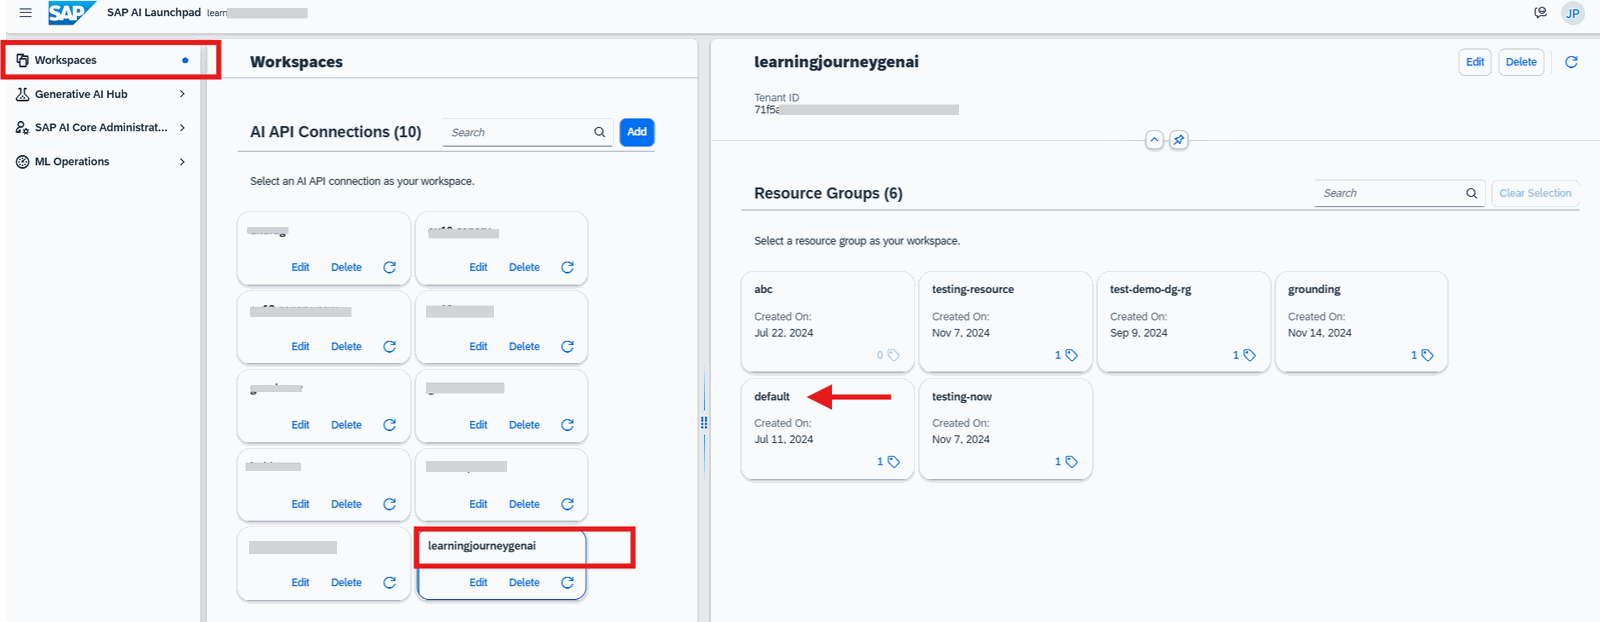 SAP SAP AI Launchpad learn
JP
Workspaces
Generative AI Hub
SAP AI Core Administrat...
ML Operations
Workspaces
AI API Connections (10)
Search
Add
Select an AI API connection as your workspace.
Edit Delete
Edit Delete
Edit Delete
Edit Delete
Edit Delete
Edit Delete
Edit Delete
Edit Delete
Edit Delete
learningjourneygenai
Edit Delete
learningjourneygenai
Edit Delete
Tenant ID
71f5a
Resource Groups (6)
Search
Clear Selection
Select a resource group as your workspace.
abc
Created On:
Jul 22, 2024
0
testing-resource
Created On:
Nov 7, 2024
1
test-demo-dg-rg
Created On:
Sep 9, 2024
1
grounding
Created On:
Nov 14, 2024
1
default
Created On:
Jul 11, 2024
1
testing-now
Created On:
Nov 7, 2024
1